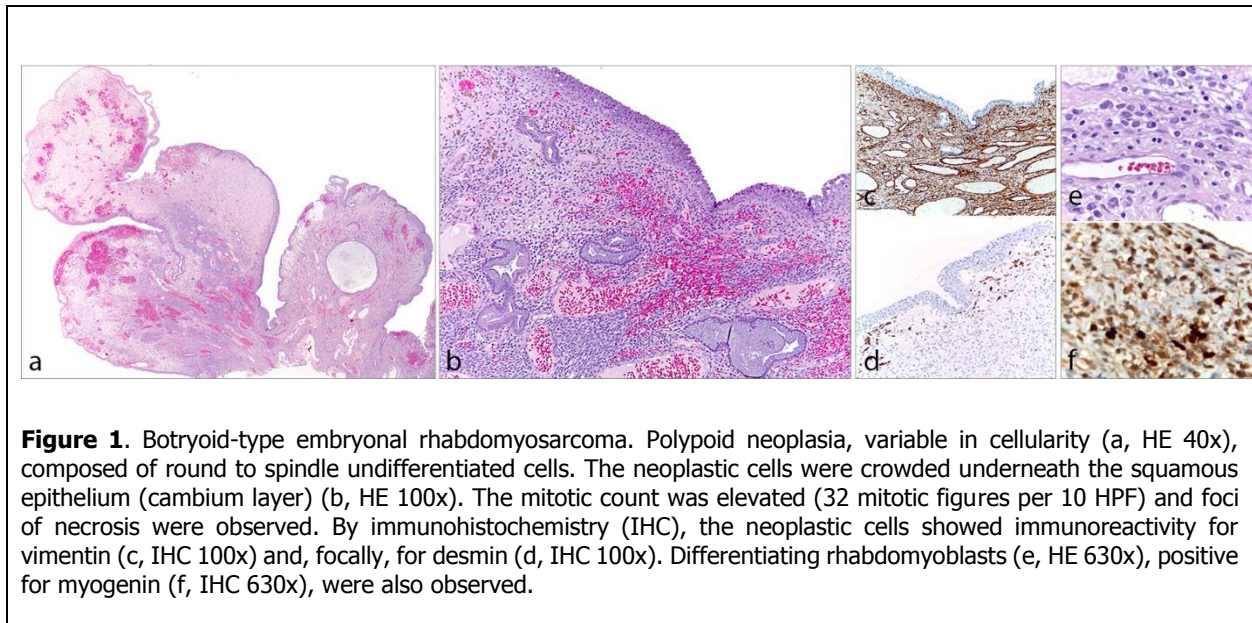 a
b
c
d
e
f
Figure 1. Botryoid-type embryonal rhabdomyosarcoma. Polypoid neoplasia, variable in cellularity (a, HE 40x),
composed of round to spindle undifferentiated cells. The neoplastic cells were crowded underneath the squamous
epithelium (cambium layer) (b, HE 100x). The mitotic count was elevated (32 mitotic figures per 10 HPF) and foci
of necrosis were observed. By immunohistochemistry (IHC), the neoplastic cells showed immunoreactivity for
vimentin (c, IHC 100x) and, focally, for desmin (d, IHC 100x). Differentiating rhabdomyoblasts (e, HE 630x), positive
for myogenin (f, IHC 630x), were also observed.